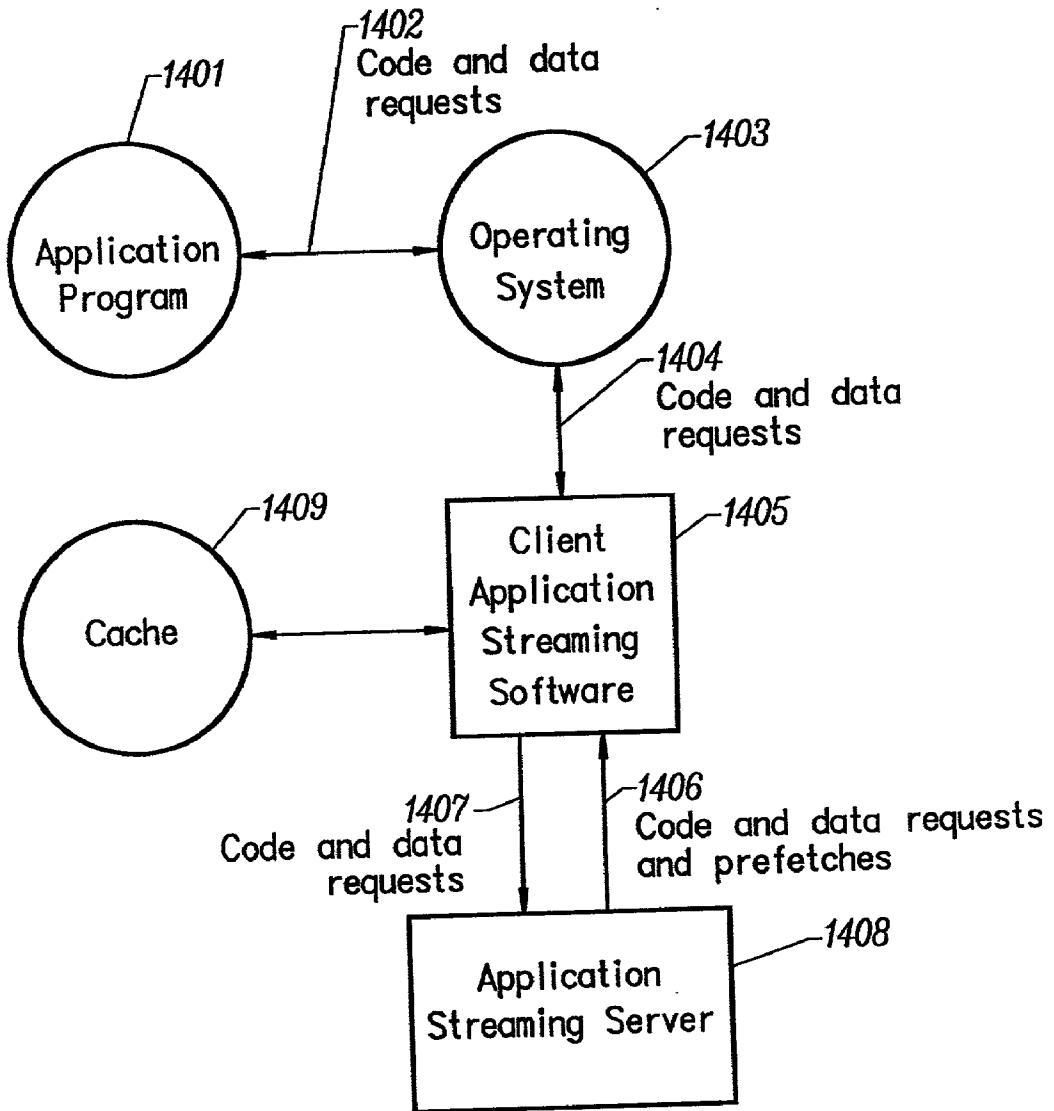 1402
Code and data
requests
1401
1403
Application
Program
Operating
System
1404
Code and data
requests
1409
1405
Cache
Client
Application
Streaming
Software
1407
Code and data
requests
1406
Code and data requests
and prefetches
1408
Application
Streaming Server